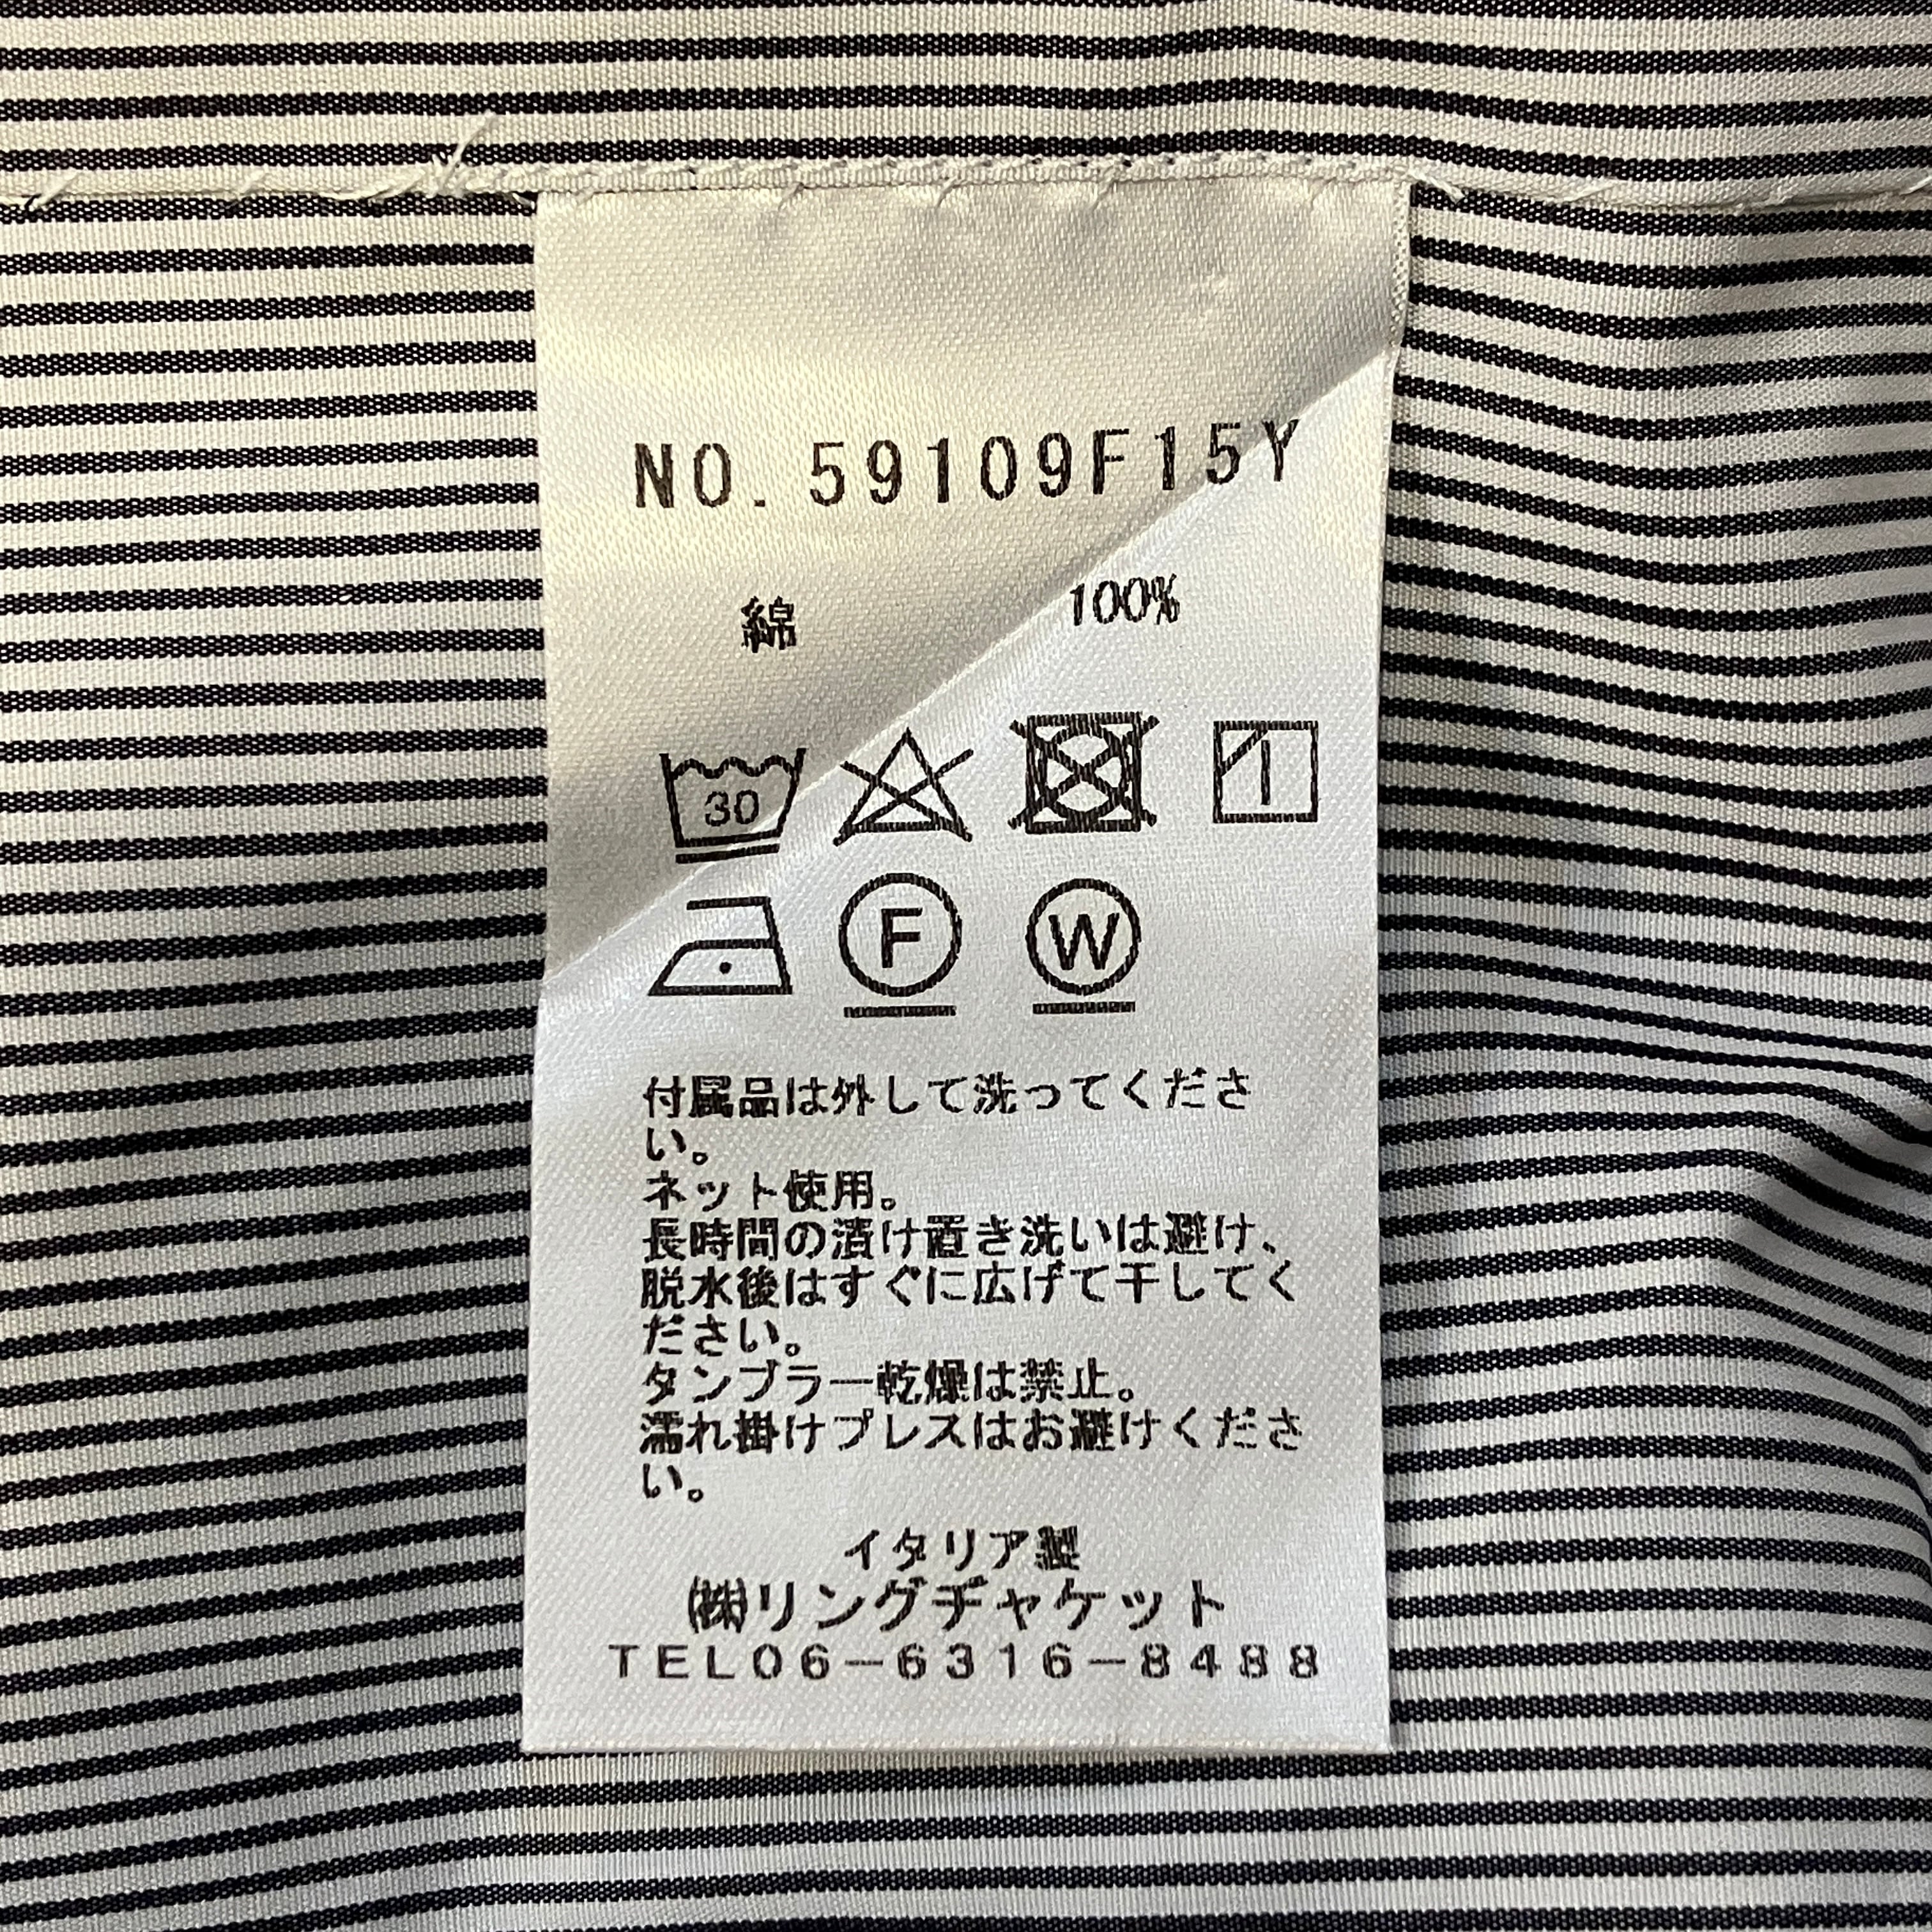 NO. 59109F15Y
綿 100%
30
F W
付属品は外して洗ってくださ
い。
ネット使用。
長時間の漬け置き洗いは避け、
脱水後はすぐに広げて干してく
ださい。
タンブラー乾燥は禁止。
濡れ掛けプレスはお避けくださ
い。
イタリア製
㈱リングヂャケット
TEL06-6316-8488